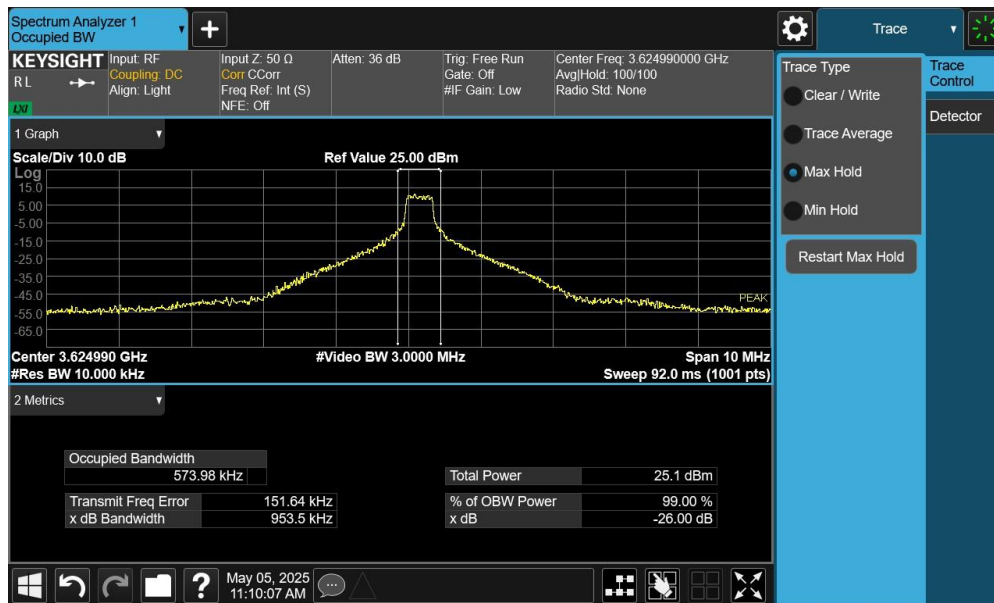 Spectrum Analyzer 1
Occupied BW
+
Trace
KEYSIGHT
R L
LXI
Input: RF
Coupling: DC
Align: Light
Input Z: 50 Ω
Corr CCorr
Freq Ref: Int (S)
NFE: Off
Atten: 36 dB
Trig: Free Run
Gate: Off
#IF Gain: Low
Center Freq: 3.624990000 GHz
Avg|Hold: 100/100
Radio Std: None
Trace Type
Clear / Write
Trace Average
Max Hold
Min Hold
Restart Max Hold
Trace
Control
Detector
1 Graph
Scale/Div 10.0 dB
Ref Value 25.00 dBm
Log
15.0
5.00
-5.00
-15.0
-25.0
-35.0
-45.0
-55.0
-65.0
PEAK
Center 3.624990 GHz
#Video BW 3.0000 MHz
Span 10 MHz
#Res BW 10.000 kHz
Sweep 92.0 ms (1001 pts)
2 Metrics
Occupied Bandwidth
573.98 kHz
Total Power 25.1 dBm
Transmit Freq Error 151.64 kHz
% of OBW Power 99.00 %
x dB Bandwidth 953.5 kHz
x dB -26.00 dB
?
May 05, 2025
11:10:07 AM